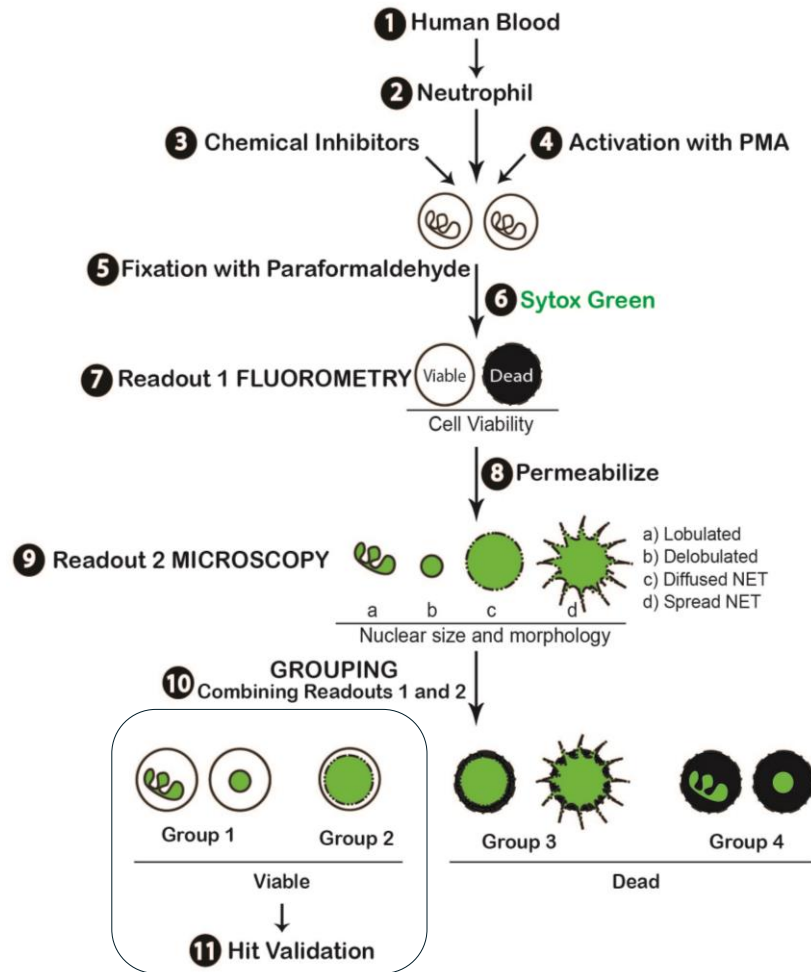 1 Human Blood
2 Neutrophil
3 Chemical Inhibitors
4 Activation with PMA
5 Fixation with Paraformaldehyde
6 Sytox Green
7 Readout 1 FLUOROMETRY
Viable
Dead
Cell Viability
8 Permeabilize
9 Readout 2 MICROSCOPY
a) Lobulated
b) Delobulated
c) Diffused NET
d) Spread NET
a b c d
Nuclear size and morphology
10 GROUPING
Combining Readouts 1 and 2
Group 1 Group 2 Group 3 Group 4
Viable Dead
11 Hit Validation